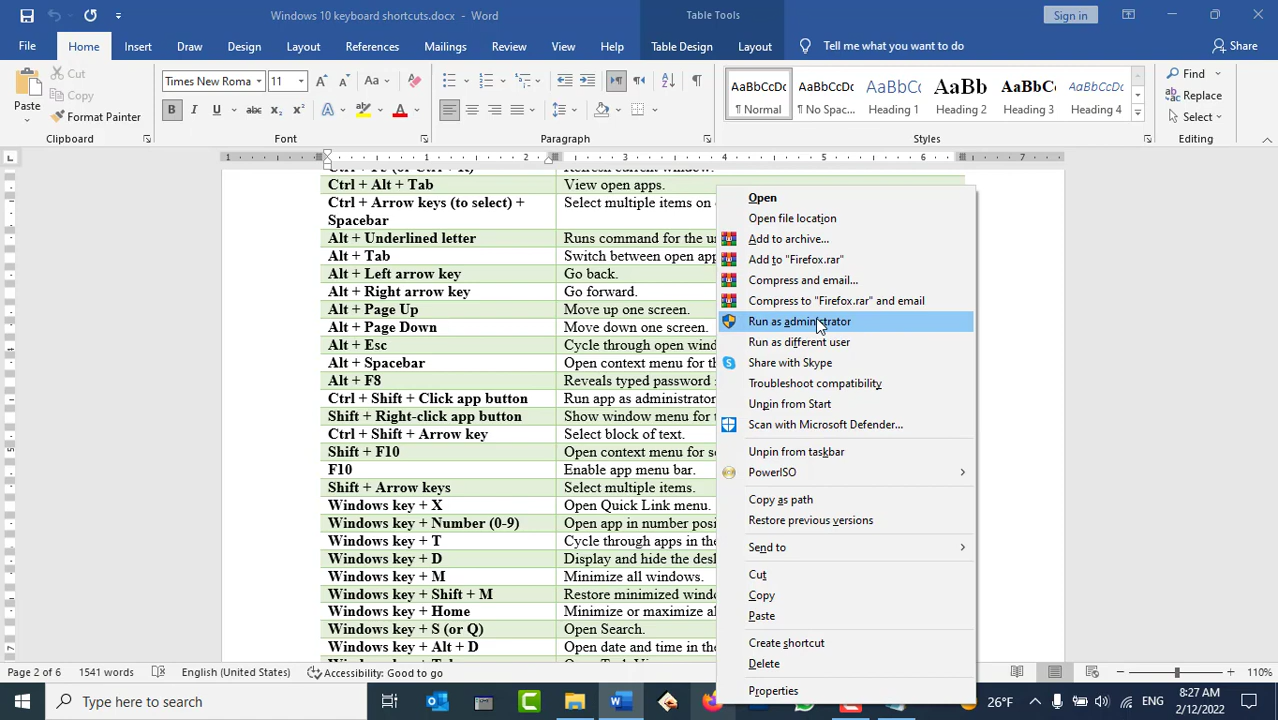 Windows 10 keyboard shortcuts.docx - Word
Table Tools
Sign in
File Home Insert Draw Design Layout References Mailings Review View Help Table Design Layout Tell me what you want to do Share
Paste
Cut
Copy
Format Painter
Clipboard
Times New Roma 11
Font
Paragraph
AaBbCcDc ¶ Normal
AaBbCcDc ¶ No Spac...
AaBbCc Heading 1
AaBb Heading 2
AaBbCc Heading 3
AaBbCcDc Heading 4
Styles
Find
Replace
Select
Editing
1 1 2 3 4 5 6 7
Ctrl + Alt + Tab View open apps.
Ctrl + Arrow keys (to select) + Select multiple items on
Spacebar
Alt + Underlined letter Runs command for the u
Alt + Tab Switch between open app
Alt + Left arrow key Go back.
Alt + Right arrow key Go forward.
Alt + Page Up Move up one screen.
Alt + Page Down Move down one screen.
Alt + Esc Cycle through open wind
Alt + Spacebar Open context menu for th
Alt + F8 Reveals typed password
Ctrl + Shift + Click app button Run app as administrator
Shift + Right-click app button Show window menu for
Ctrl + Shift + Arrow key Select block of text.
Shift + F10 Open context menu for se
F10 Enable app menu bar.
Shift + Arrow keys Select multiple items.
Windows key + X Open Quick Link menu.
Windows key + Number (0-9) Open app in number posi
Windows key + T Cycle through apps in the
Windows key + D Display and hide the desk
Windows key + M Minimize all windows.
Windows key + Shift + M Restore minimized windo
Windows key + Home Minimize or maximize al
Windows key + S (or Q) Open Search.
Windows key + Alt + D Open date and time in the
Open
Open file location
Add to archive...
Add to "Firefox.rar"
Compress and email...
Compress to "Firefox.rar" and email
Run as administrator
Run as different user
Share with Skype
Troubleshoot compatibility
Unpin from Start
Scan with Microsoft Defender...
Unpin from taskbar
PowerISO
Copy as path
Restore previous versions
Send to
Cut
Copy
Paste
Create shortcut
Delete
Properties
Page 2 of 6 1541 words English (United States) Accessibility: Good to go 110%
Type here to search
26°F
ENG
8:27 AM
2/12/2022